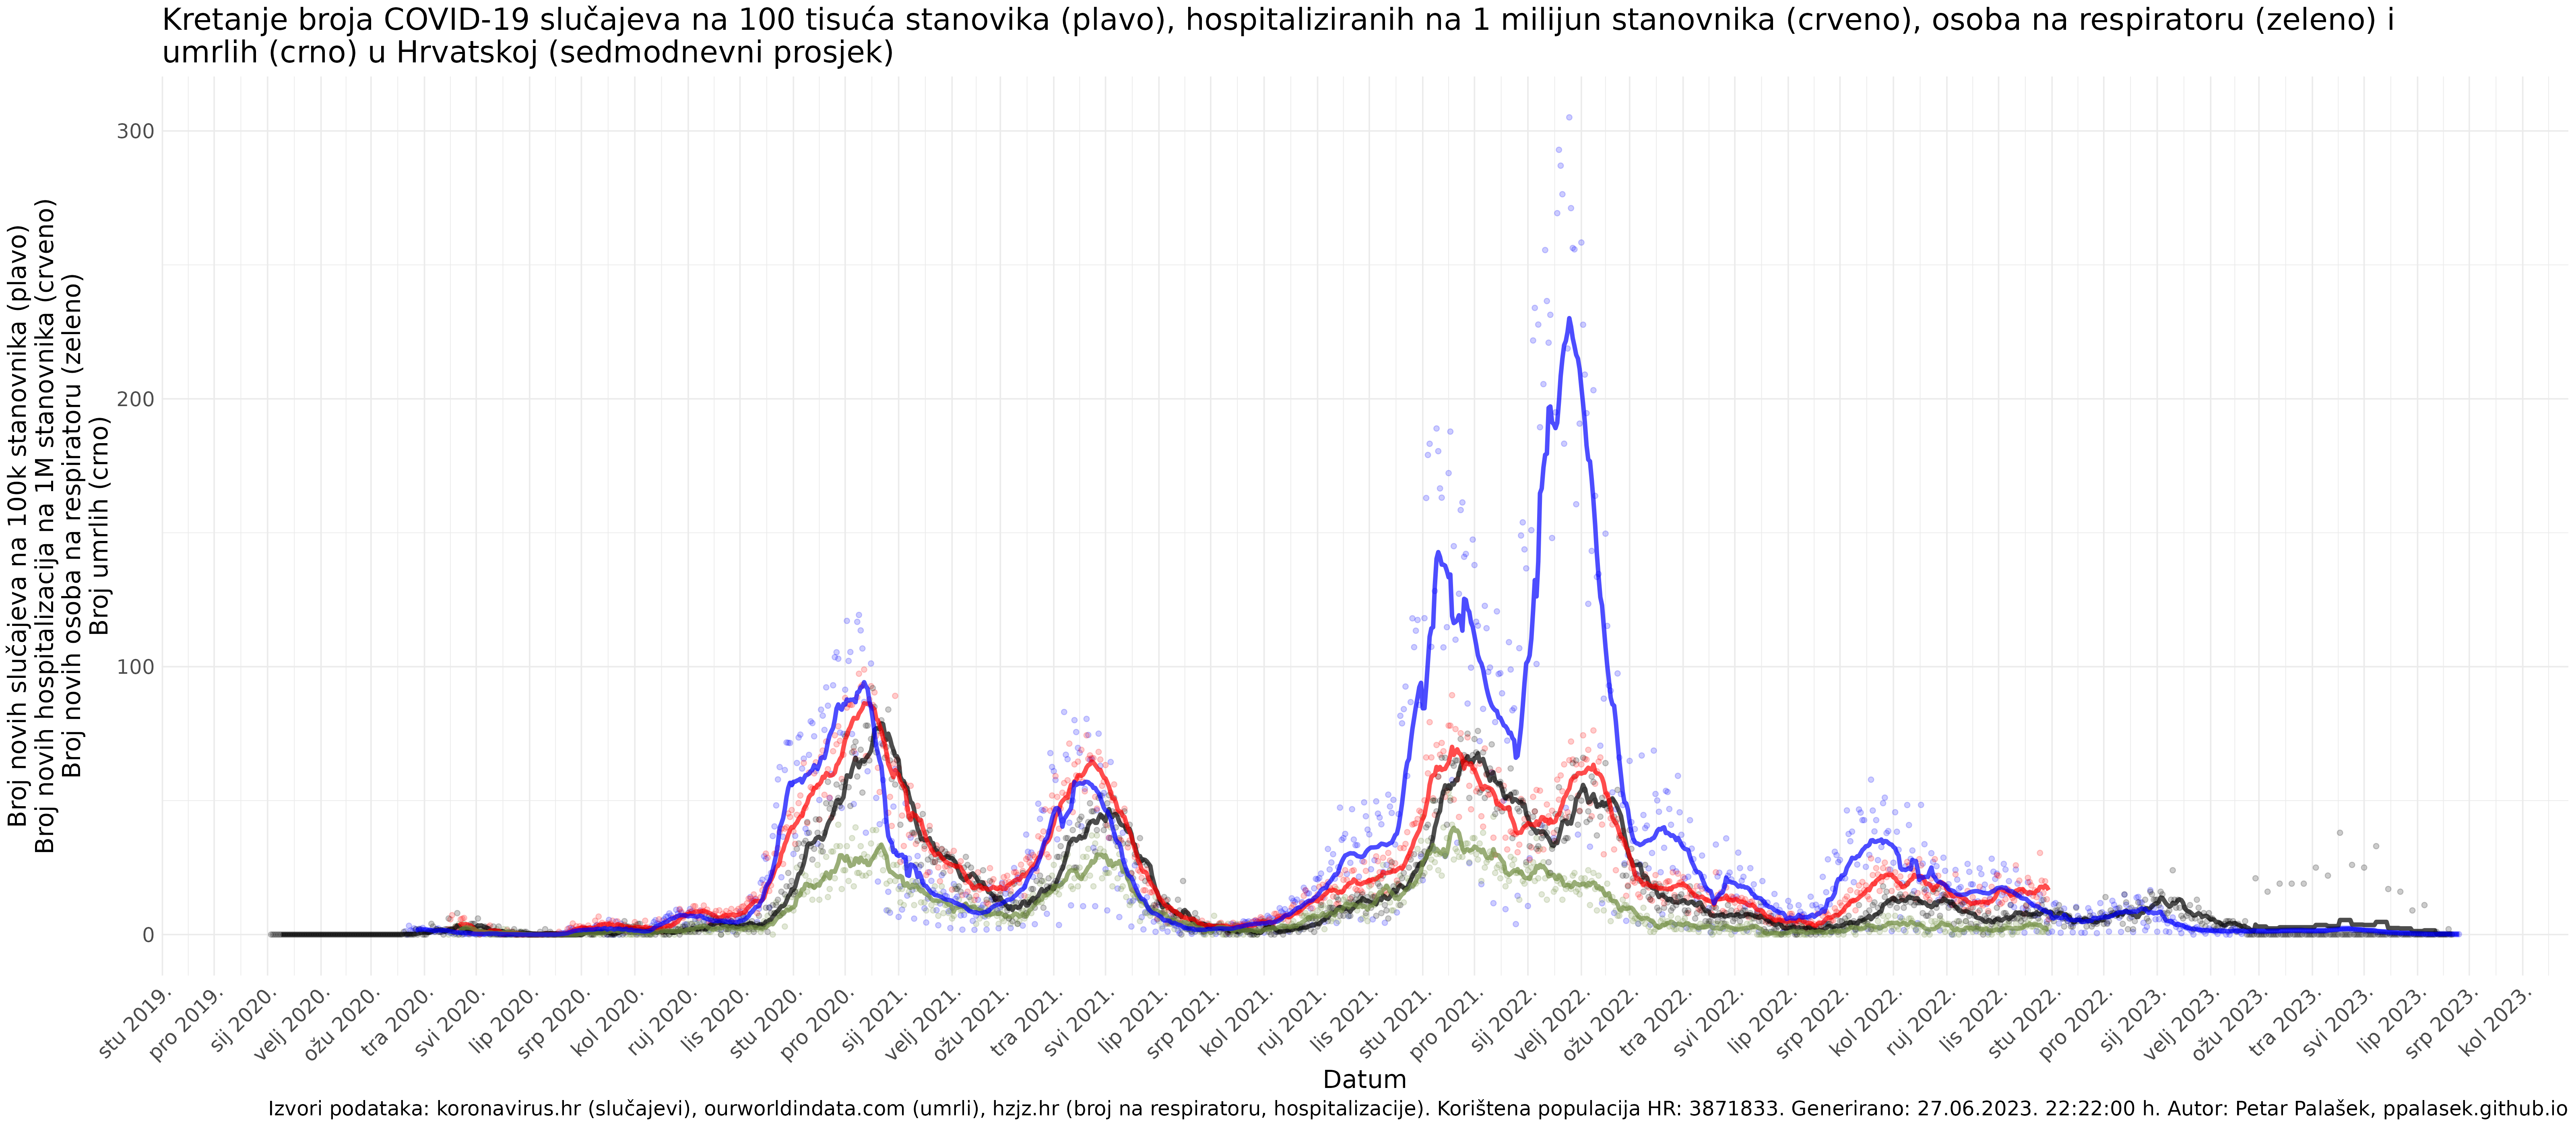 Kretanje broja COVID-19 slučajeva na 100 tisuća stanovika (plavo), hospitaliziranih na 1 milijun stanovnika (crveno), osoba na respiratoru (zeleno) i
umrlih (crno) u Hrvatskoj (sedmodnevni prosjek)
Broj novih slučajeva na 100k stanovnika (plavo)
Broj novih hospitalizacija na 1M stanovnika (crveno)
Broj novih osoba na respiratoru (zeleno)
Broj umrlih (crno)
300
200
100
0
stu 2019.
pro 2019.
sij 2020.
velj 2020.
ožu 2020.
tra 2020.
svi 2020.
lip 2020.
srp 2020.
kol 2020.
ruj 2020.
lis 2020.
stu 2020.
pro 2020.
sij 2021.
velj 2021.
ožu 2021.
tra 2021.
svi 2021.
lip 2021.
srp 2021.
kol 2021.
ruj 2021.
lis 2021.
stu 2021.
pro 2021.
sij 2022.
velj 2022.
ožu 2022.
tra 2022.
svi 2022.
lip 2022.
srp 2022.
kol 2022.
ruj 2022.
lis 2022.
stu 2022.
pro 2022.
sij 2023.
velj 2023.
ožu 2023.
tra 2023.
svi 2023.
lip 2023.
srp 2023.
kol 2023.
Datum
Izvori podataka: koronavirus.hr (slučajevi), ourworldindata.com (umrli), hzjz.hr (broj na respiratoru, hospitalizacije). Korištena populacija HR: 3871833. Generirano: 27.06.2023. 22:22:00 h. Autor: Petar Palašek, ppalasek.github.io